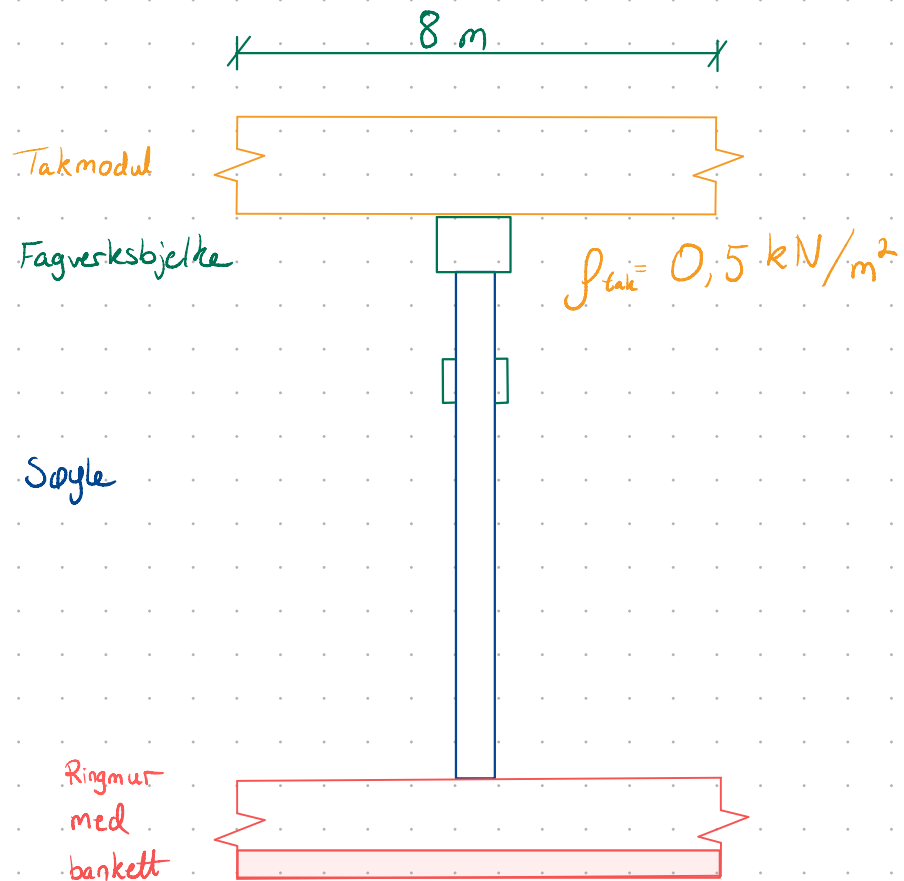 8 m
Takmodul
Fagverksbjelke
ρtak = 0,5 kN/m²
Søyle
Ringmur
med
bankett